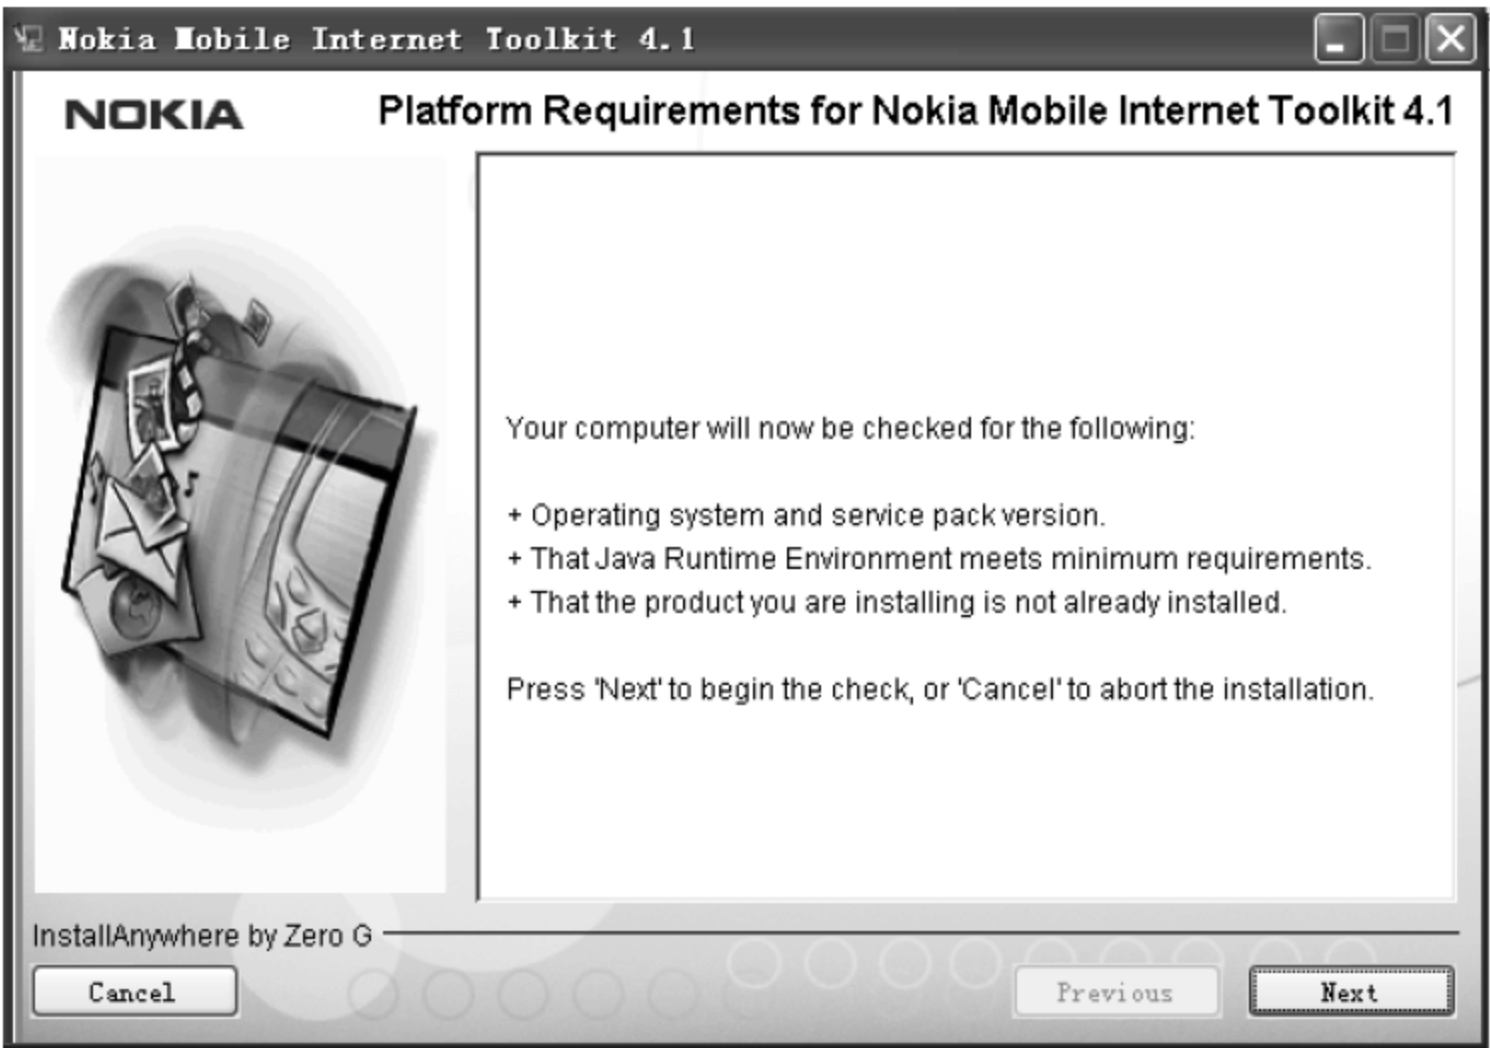 Nokia Mobile Internet Toolkit 4.1
NOKIA
Platform Requirements for Nokia Mobile Internet Toolkit 4.1
Your computer will now be checked for the following:
+ Operating system and service pack version.
+ That Java Runtime Environment meets minimum requirements.
+ That the product you are installing is not already installed.
Press 'Next' to begin the check, or 'Cancel' to abort the installation.
InstallAnywhere by Zero G
Cancel
Previous
Next